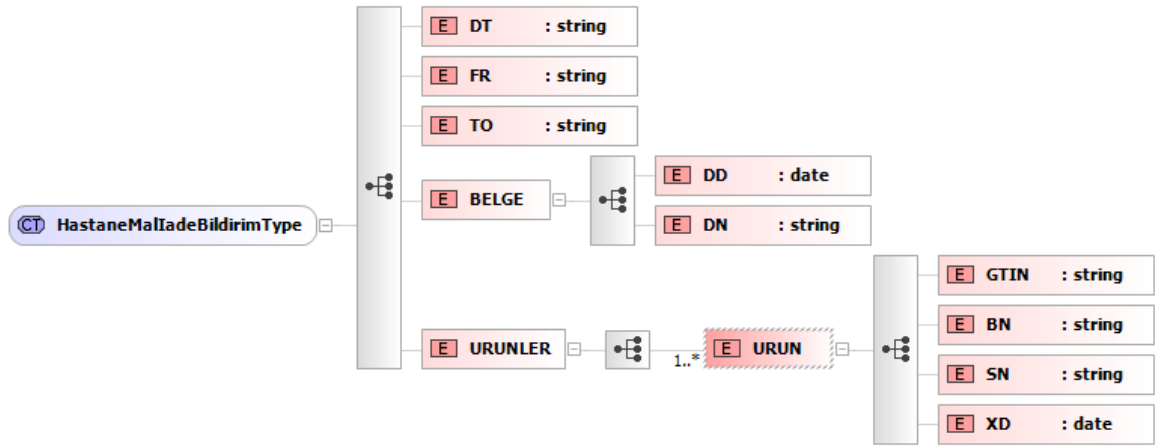 E DT : string
E FR : string
E TO : string
E BELGE
E DD : date
E DN : string
CT HastaneMalIadeBildirimType
E URUNLER
1..*
E URUN
E GTIN : string
E BN : string
E SN : string
E XD : date